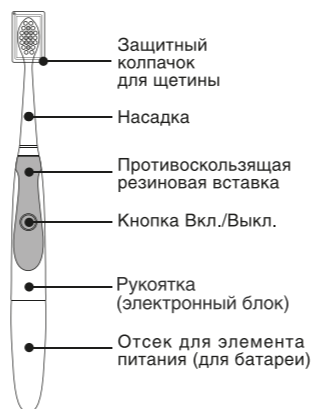 Защитный
колпачок
для щетины
Насадка
Противоскользящая
резиновая вставка
Кнопка Вкл./Выкл.
Рукоятка
(электронный блок)
Отсек для элемента
питания (для батареи)